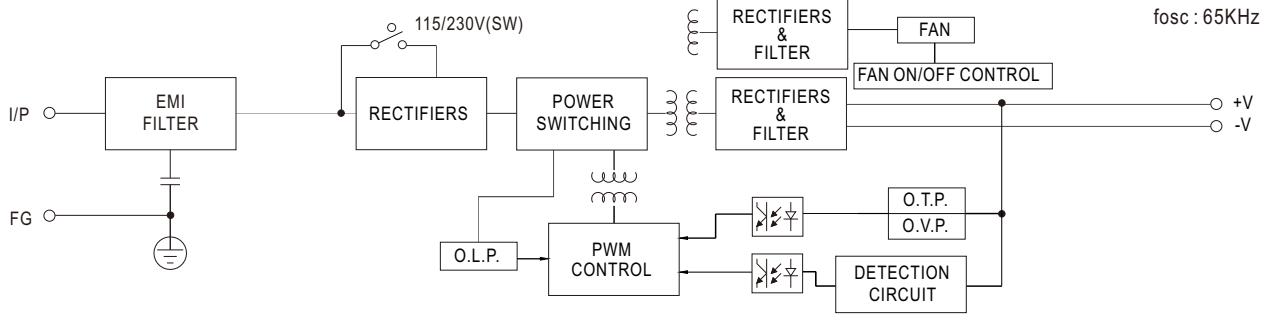 115/230V(SW)
RECTIFIERS
&
FILTER
FAN
fosc : 65KHz
FAN ON/OFF CONTROL
I/P
EMI
FILTER
RECTIFIERS
POWER
SWITCHING
RECTIFIERS
&
FILTER
+V
-V
FG
O.L.P.
PWM
CONTROL
O.T.P.
O.V.P.
DETECTION
CIRCUIT